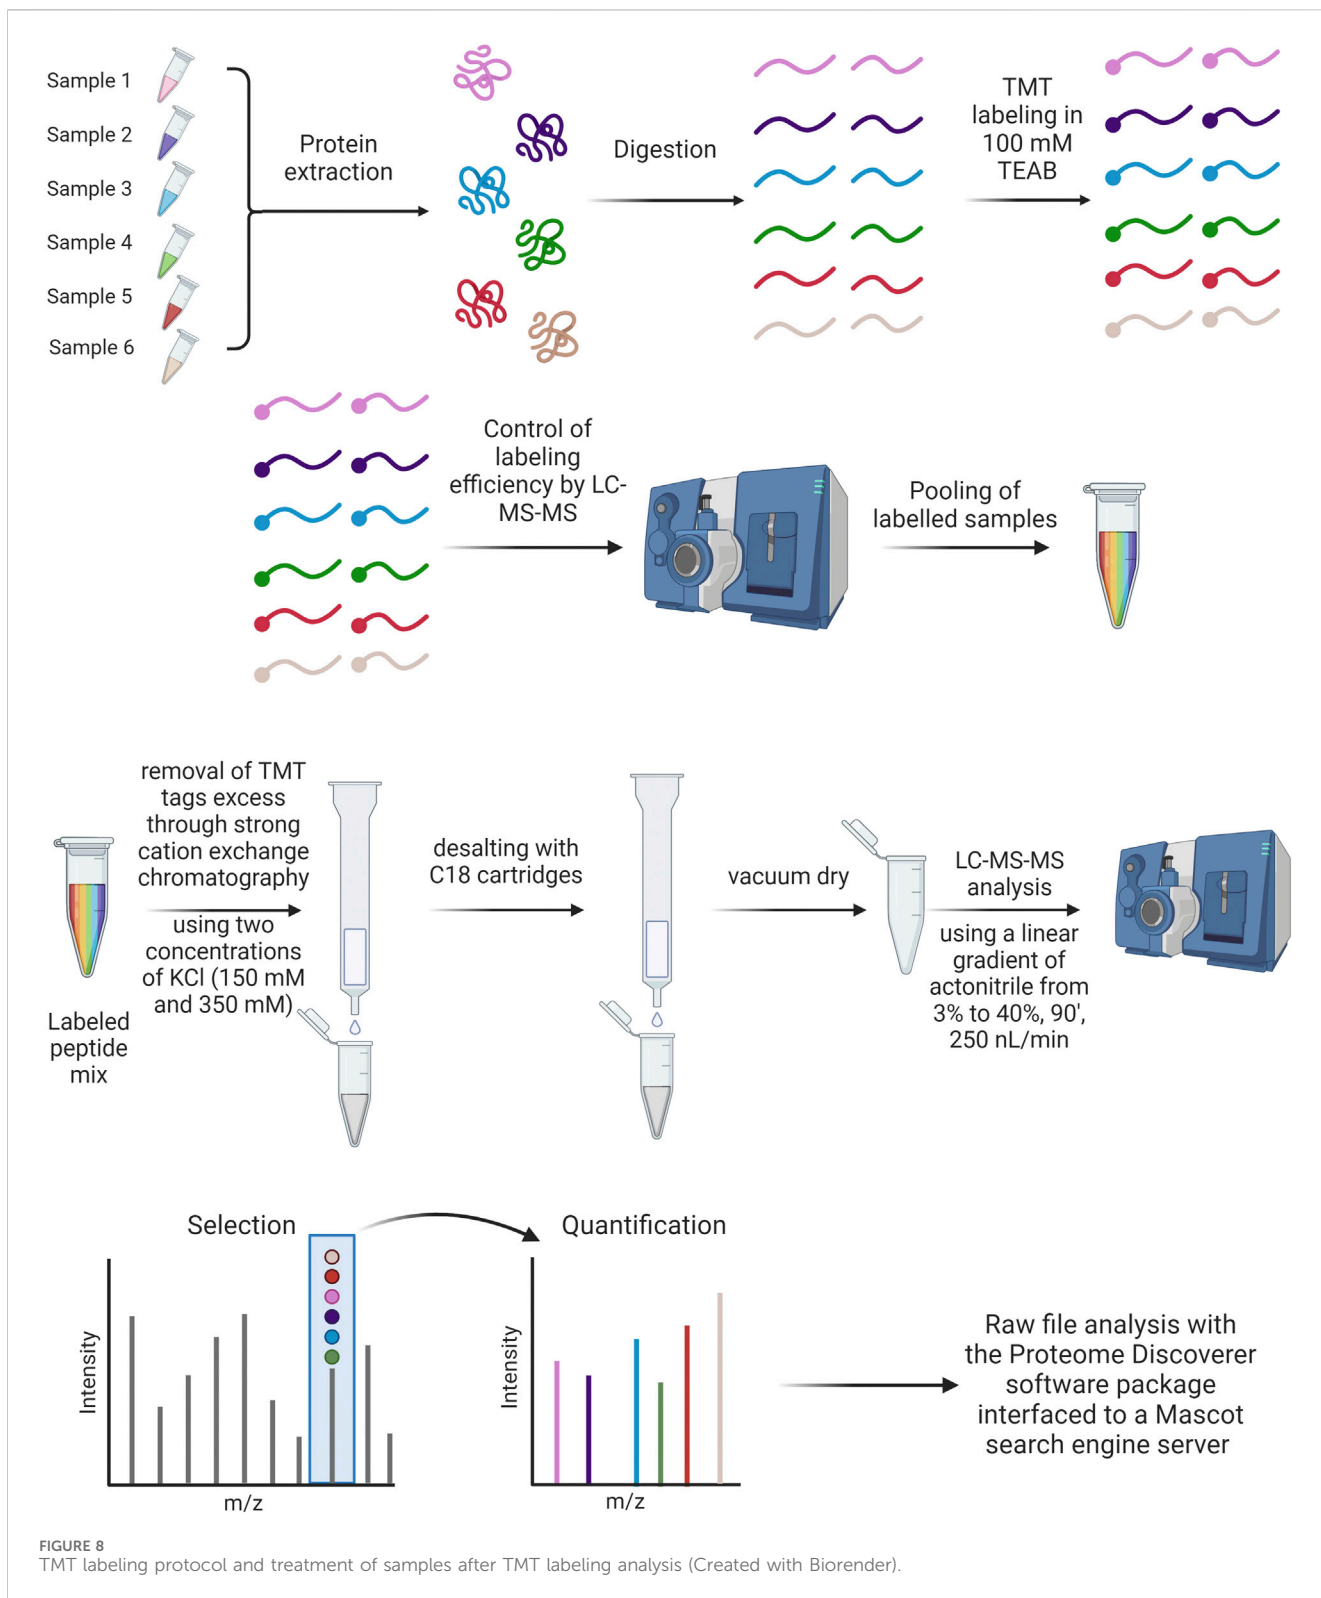 Sample 1
Sample 2
Sample 3
Sample 4
Sample 5
Sample 6
Protein
extraction
Digestion
TMT
labeling in
100 mM
TEAB
Control of
labeling
efficiency by LC-
MS-MS
Pooling of
labelled samples
Labeled
peptide
mix
removal of TMT
tags excess
through strong
cation exchange
chromatography
using two
concentrations
of KCl (150 mM
and 350 mM)
desalting with
C18 cartridges
vacuum dry
LC-MS-MS
analysis
using a linear
gradient of
actonitrile from
3% to 40%, 90',
250 nL/min
Selection
Intensity
m/z
Quantification
Intensity
m/z
Raw file analysis with
the Proteome Discoverer
software package
interfaced to a Mascot
search engine server
FIGURE 8
TMT labeling protocol and treatment of samples after TMT labeling analysis (Created with Biorender).